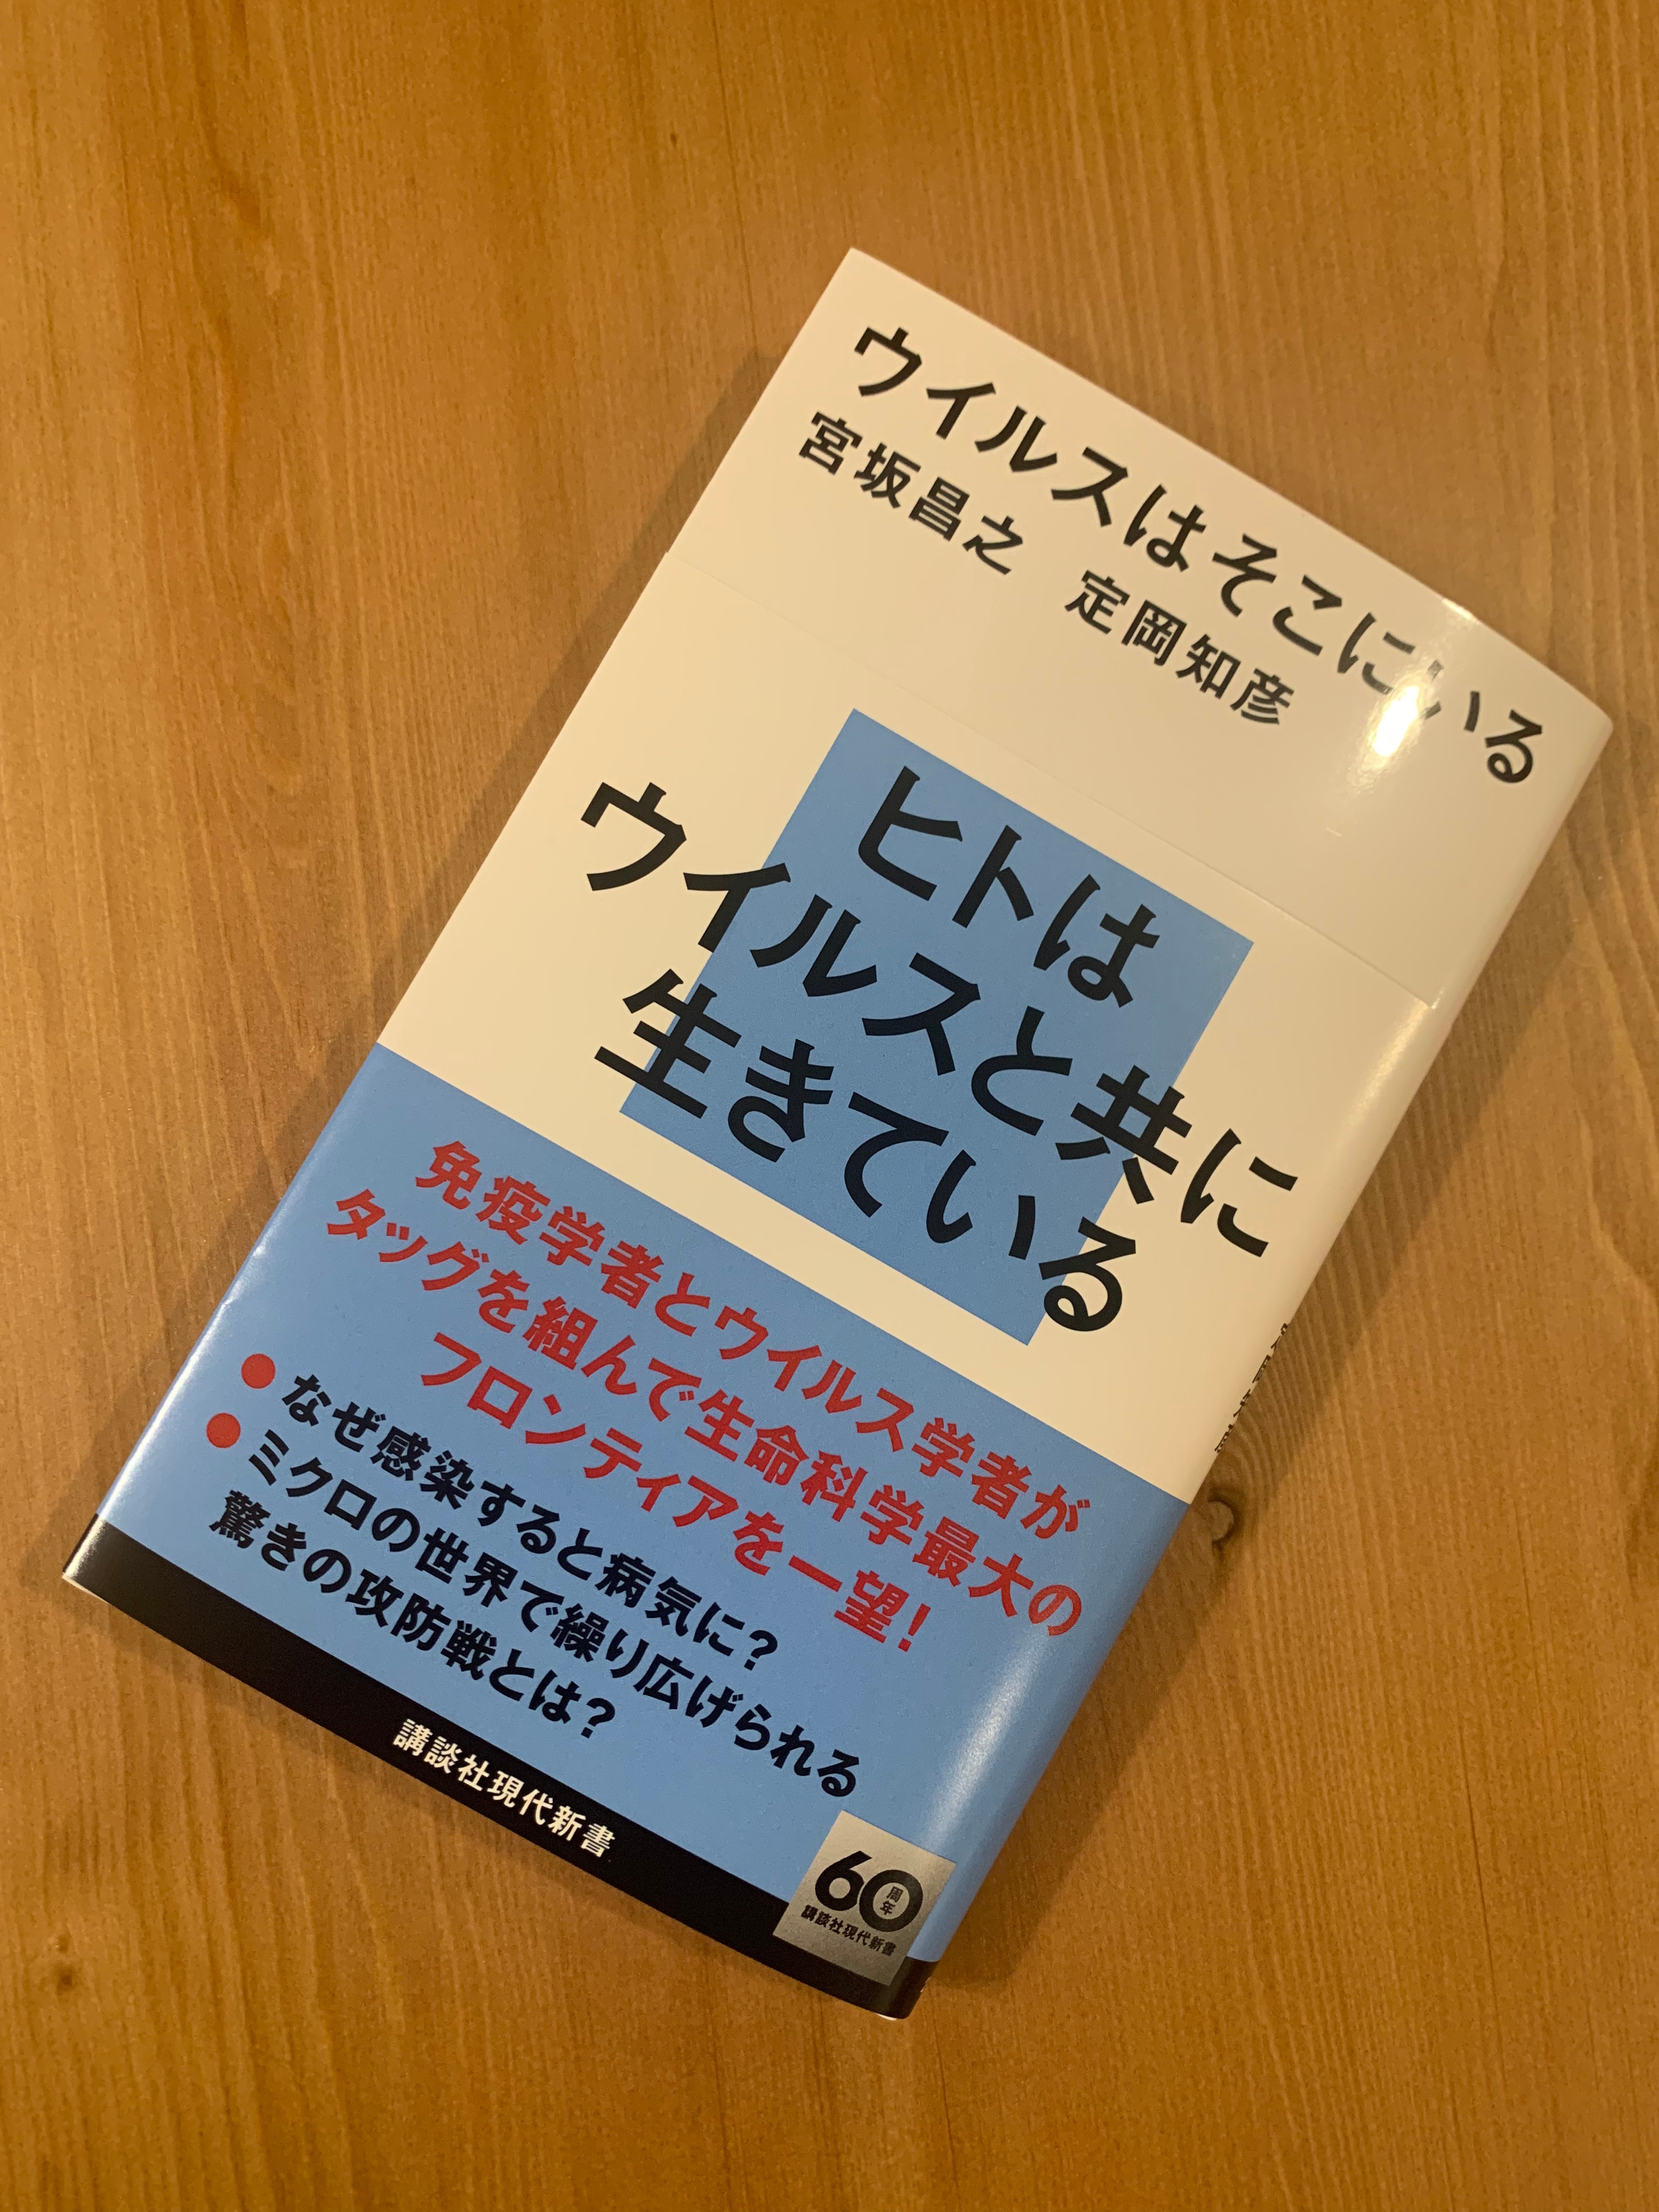 ウイルスはそこにいる
宮坂昌之 定岡知彦
ヒトは
ウイルスと共に
生きている
免疫学者とウイルス学者が
タッグを組んで生命科学最大の
フロンティアを一望!
●なぜ感染すると病気に?
●ミクロの世界で繰り広げられる
驚きの攻防戦とは?
講談社現代新書
60周年
講談社現代新書